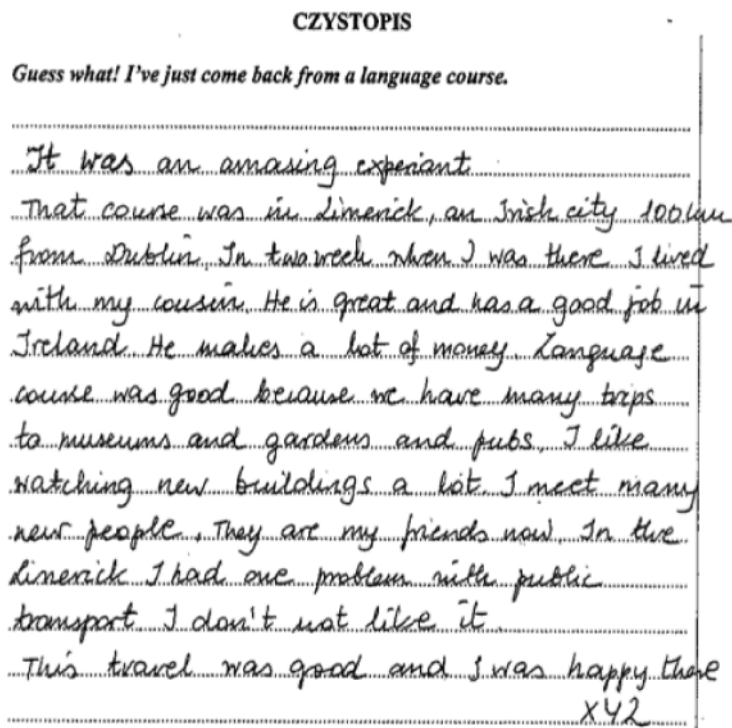 CZYSTOPIS
Guess what! I've just come back from a language course.
It was an amasing experiant
That course was in Limerick, an Irish city 100km
from Dublin. In twa week when I was there I lived
with my cousin. He is great and has a good job in
Ireland. He makes a lot of money. Language
course was good because we have many trips
to museums and gardens and pubs. I like
watching new buildings a lot. I meet many
new people. They are my friends now. In the
Limerick I had one problem with public
transport. I don't not like it.
This travel was good and I was happy there
XYZ